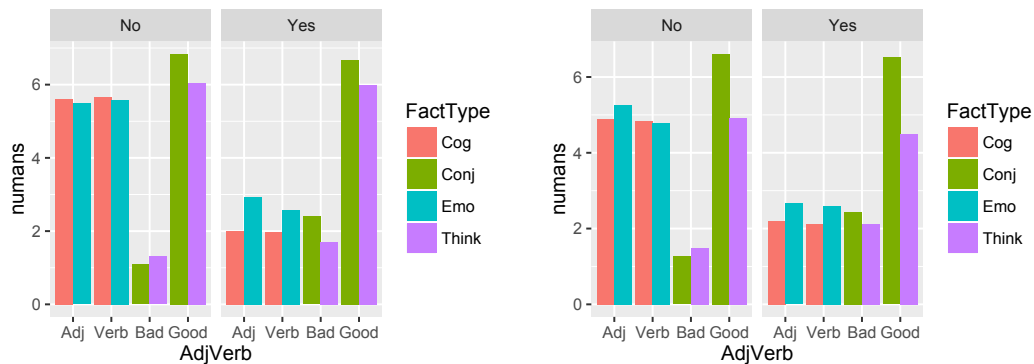 No Yes
numans
6
4
2
0
Adj Verb Bad Good Adj Verb Bad Good
AdjVerb
FactType
Cog
Conj
Emo
Think
No Yes
numans
6
4
2
0
Adj Verb Bad Good Adj Verb Bad Good
AdjVerb
FactType
Cog
Conj
Emo
Think